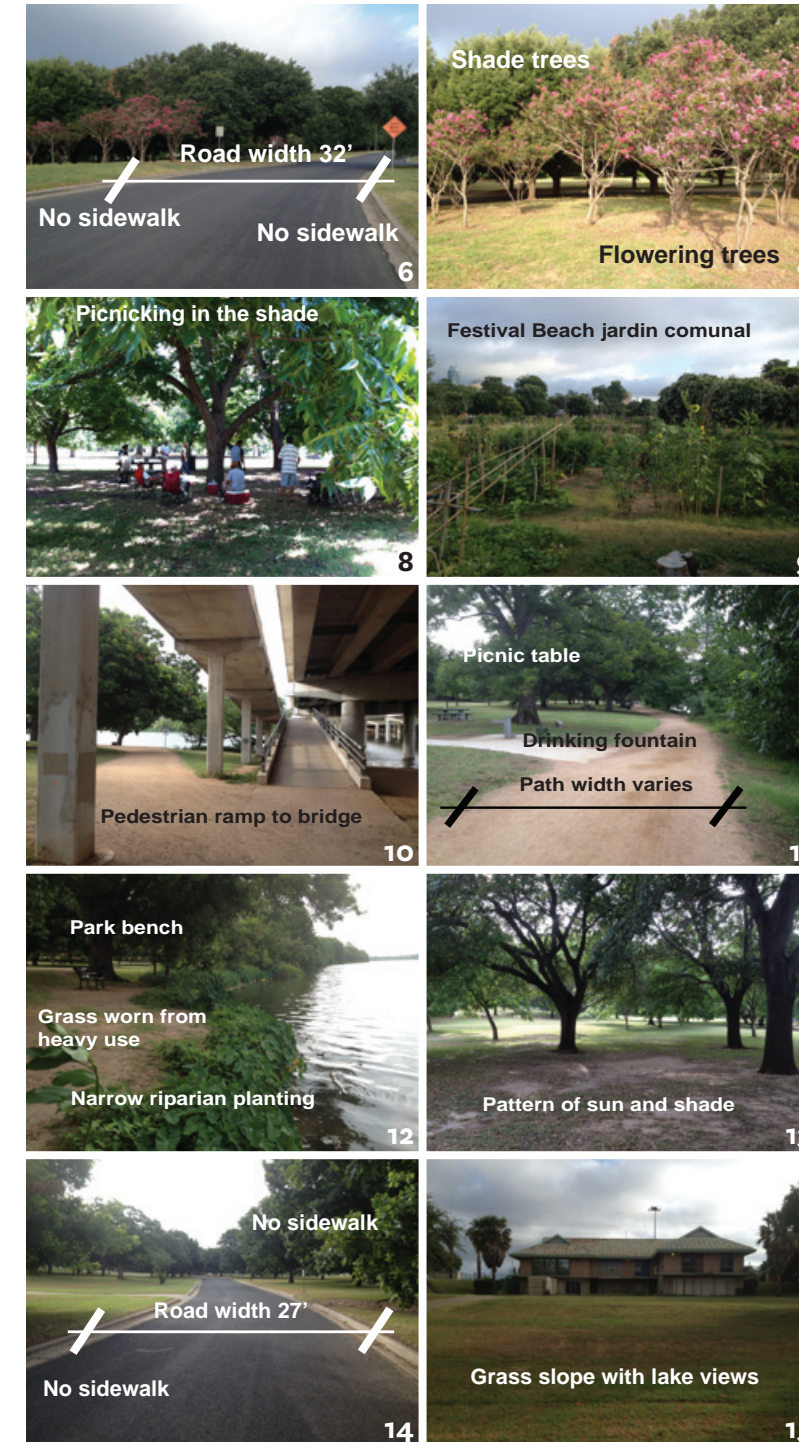 Road width 32’
No sidewalk
No sidewalk
6
Shade trees
Flowering trees
Picnicking in the shade
8
Festival Beach jardin comunal
Pedestrian ramp to bridge
10
Picnic table
Drinking fountain
Path width varies
Park bench
Grass worn from
heavy use
Narrow riparian planting
12
Pattern of sun and shade
No sidewalk
Road width 27’
No sidewalk
14
Grass slope with lake views